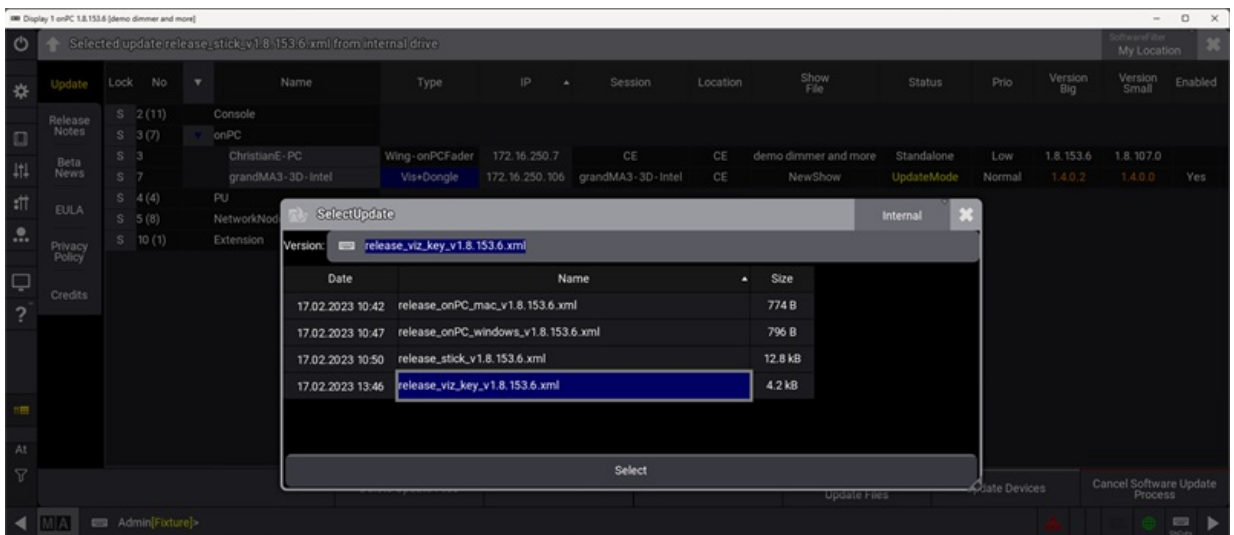 Display 1 onPC 1.8.153.6 [demo dimmer and more]
Selected update release_stick_v1.8.153.6.xml from internal drive
SoftwareFilter
My Location
Update
Release
Notes
Beta
News
EULA
Privacy
Policy
Credits
Lock No Name Type IP Session Location Show File Status Prio Version Big Version Small Enabled
S 2 (11) Console
S 3 (7) onPC
S 3 ChristianE-PC Wing-onPCFader 172.16.250.7 CE CE demo dimmer and more Standalone Low 1.8.153.6 1.8.107.0
S 7 grandMA3-3D-Intel Vis+Dongle 172.16.250.106 grandMA3-3D-Intel CE NewShow UpdateMode Normal 1.4.0.2 1.4.0.0 Yes
S 4 (4) PU
S 5 (8) NetworkNod
S 10 (1) Extension
SelectUpdate Internal
Version: release_viz_key_v1.8.153.6.xml
Date Name Size
17.02.2023 10:42 release_onPC_mac_v1.8.153.6.xml 774 B
17.02.2023 10:47 release_onPC_windows_v1.8.153.6.xml 796 B
17.02.2023 10:50 release_stick_v1.8.153.6.xml 12.8 kB
17.02.2023 13:46 release_viz_key_v1.8.153.6.xml 4.2 kB
Select
Update Files
date Devices
Cancel Software Update
Process
At
MA Admin[Fixture]>